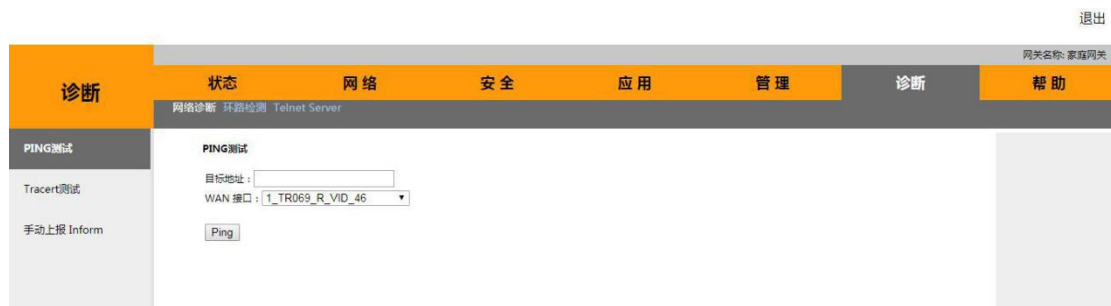 退出
网关名称: 家庭网关
诊断
状态 网络 安全 应用 管理 诊断 帮助
网络诊断 环路检测 Telnet Server
PING测试
Tracert测试
手动上报 Inform
PING测试
目标地址：
WAN 接口： 1_TR069_R_VID_46
Ping